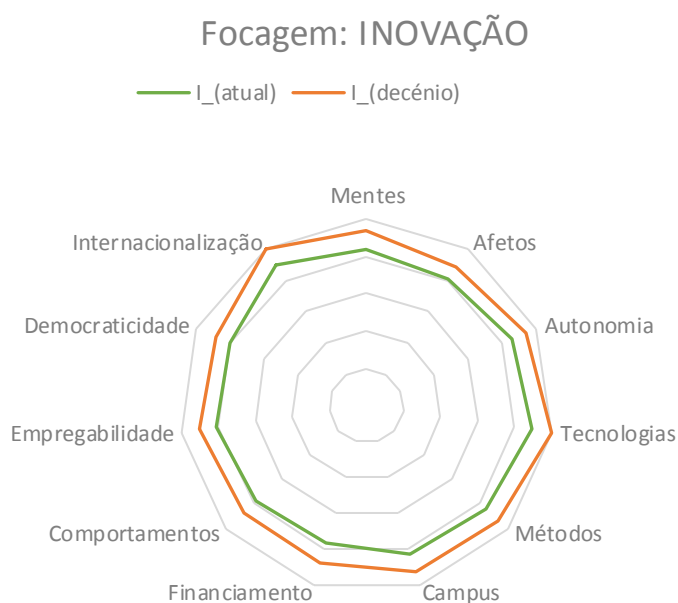 Focagem: INOVAÇÃO
I_(atual)
I_(decénio)
Mentes
Afetos
Autonomia
Tecnologias
Métodos
Campus
Financiamento
Comportamentos
Empregabilidade
Democraticidade
Internacionalização